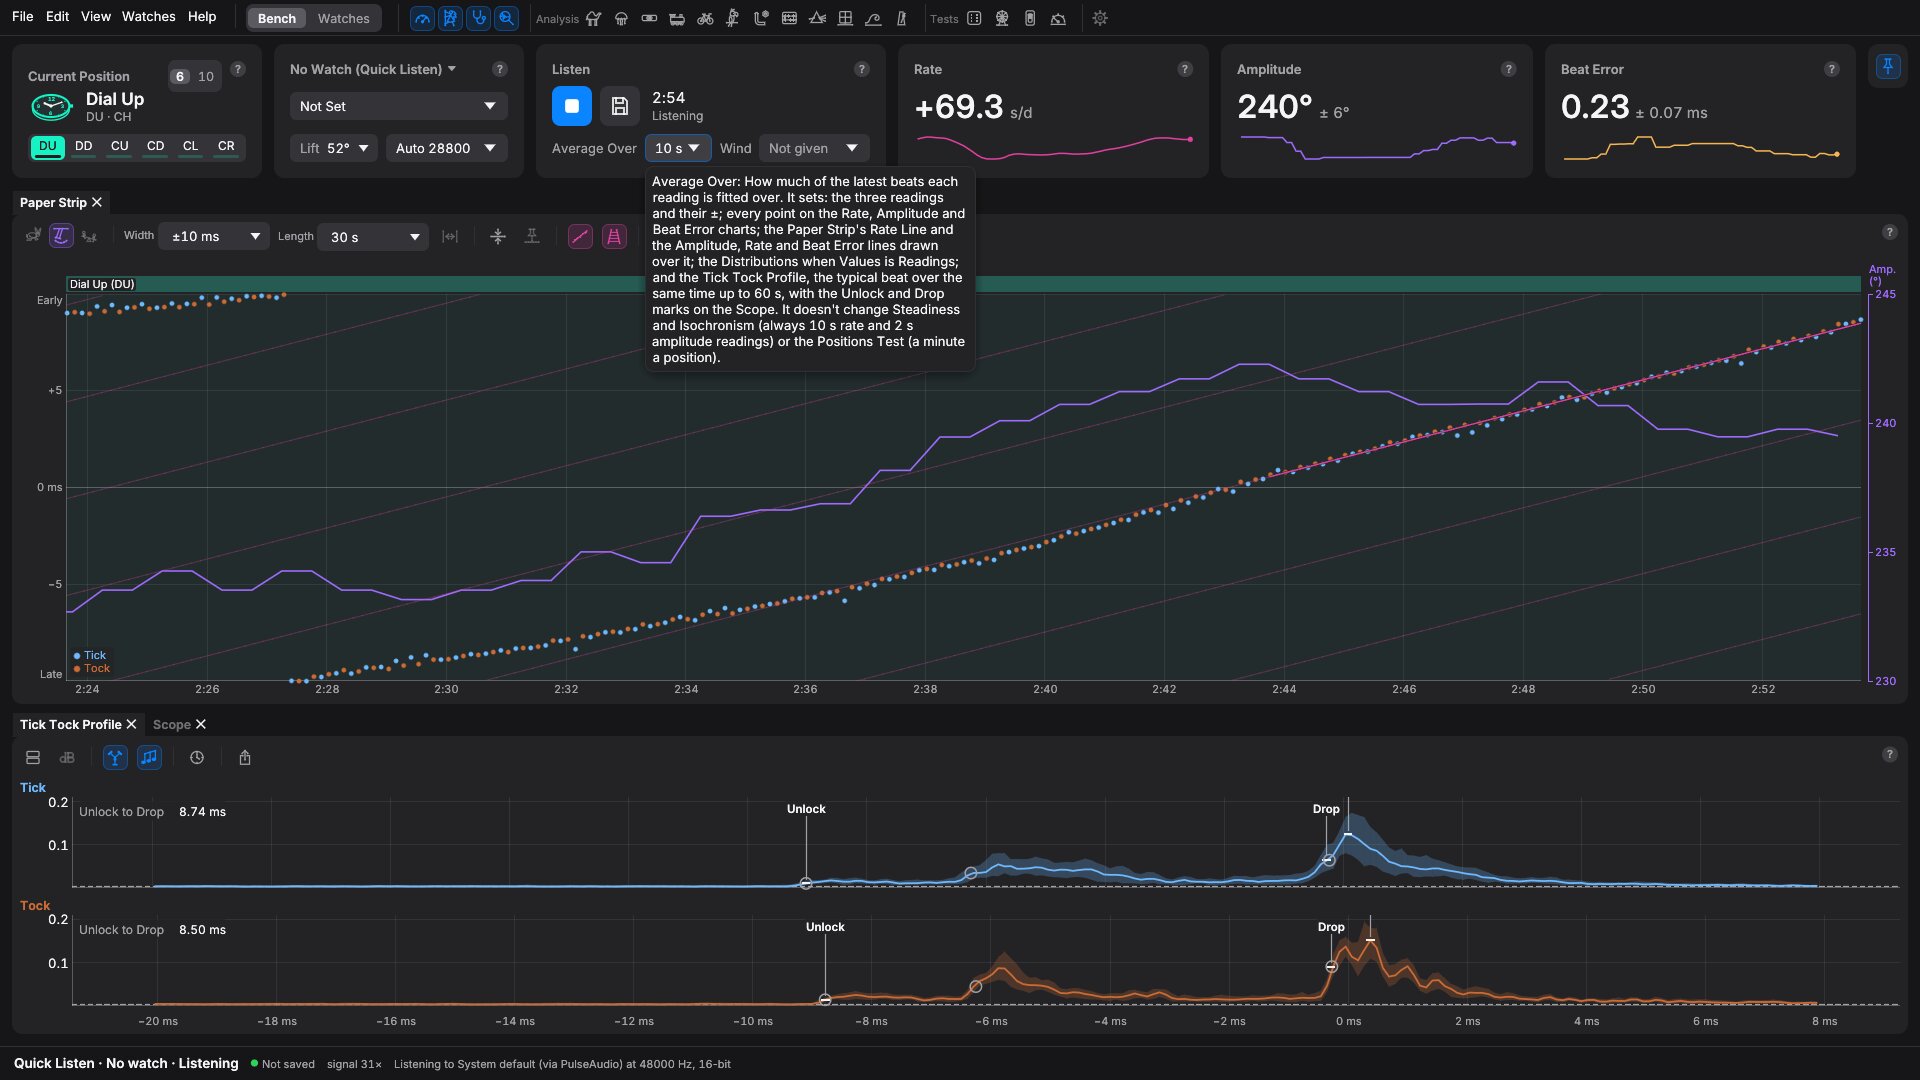 File Edit View Watches Help
Bench Watches
Analysis
Tests
Current Position
6 10
?
Dial Up
DU · CH
DU DD CU CD CL CR
No Watch (Quick Listen)
?
Not Set
Lift 52°
Auto 28800
Listen
?
2:54
Listening
Average Over 10 s Wind Not given
Rate
?
+69.3 s/d
Amplitude
?
240° ± 6°
Beat Error
?
0.23 ± 0.07 ms
Average Over: How much of the latest beats each
reading is fitted over. It sets: the three readings
and their ±; every point on the Rate, Amplitude and
Beat Error charts; the Paper Strip's Rate Line and
the Amplitude, Rate and Beat Error lines drawn
over it; the Distributions when Values is Readings;
and the Tick Tock Profile, the typical beat over the
same time up to 60 s, with the Unlock and Drop
marks on the Scope. It doesn't change Steadiness
and Isochronism (always 10 s rate and 2 s
amplitude readings) or the Positions Test (a minute
a position).
Paper Strip
Width ±10 ms Length 30 s
?
Dial Up (DU)
Amp.
(°)
Early
+5
0 ms
−5
Late
245
240
235
230
Tick
Tock
2:24 2:26 2:28 2:30 2:32 2:34 2:36 2:38 2:40 2:42 2:44 2:46 2:48 2:50 2:52
Tick Tock Profile Scope
dB
?
Tick
0.2
0.1
Unlock to Drop 8.74 ms
Unlock
Drop
Tock
0.2
0.1
Unlock to Drop 8.50 ms
Unlock
Drop
−20 ms −18 ms −16 ms −14 ms −12 ms −10 ms −8 ms −6 ms −4 ms −2 ms 0 ms 2 ms 4 ms 6 ms 8 ms
Quick Listen · No watch · Listening Not saved signal 31× Listening to System default (via PulseAudio) at 48000 Hz, 16-bit